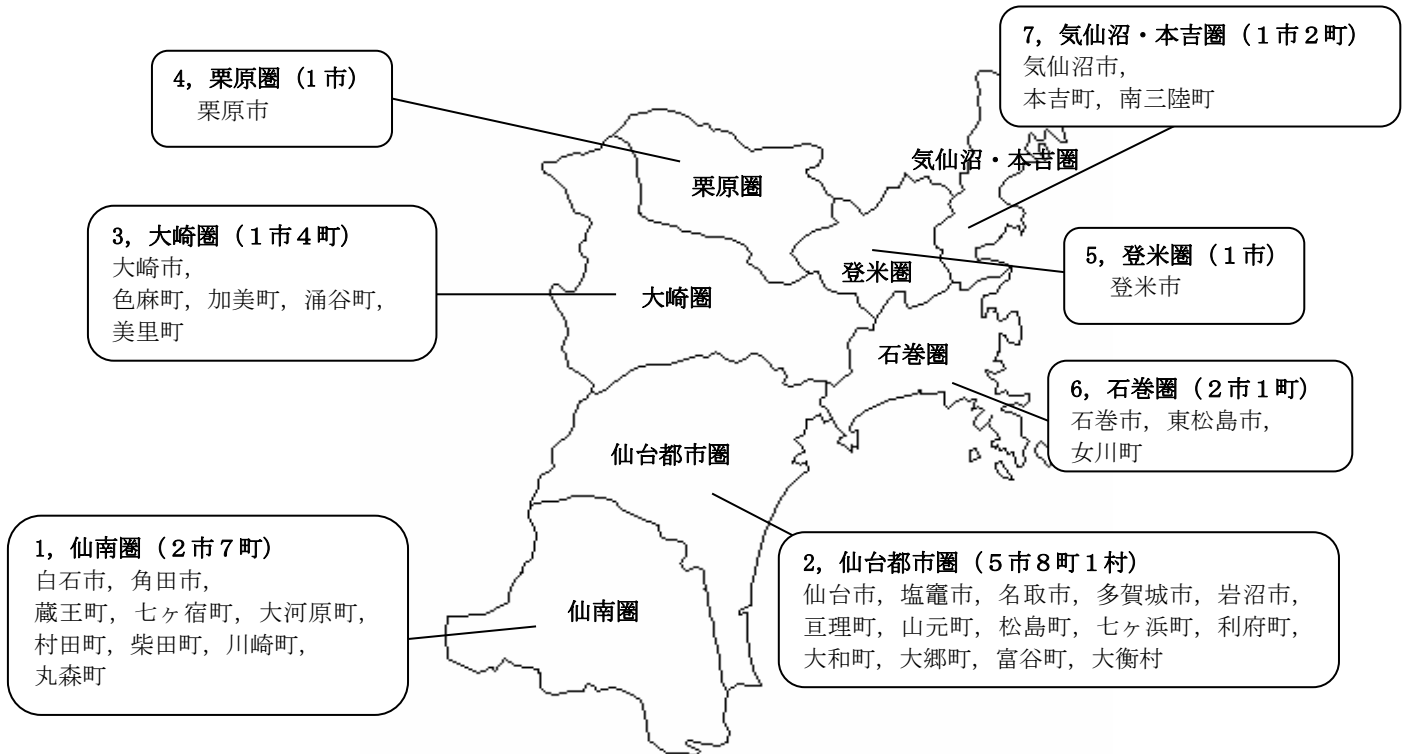 7, 気仙沼・本吉圏（１市２町）
気仙沼市,
本吉町, 南三陸町
4, 栗原圏（1市）
栗原市
気仙沼・本吉圏
栗原圏
3, 大崎圏（１市４町）
大崎市,
色麻町, 加美町, 涌谷町,
美里町
5, 登米圏（１市）
登米市
登米圏
大崎圏
石巻圏
6, 石巻圏（２市１町）
石巻市, 東松島市,
女川町
仙台都市圏
1, 仙南圏（２市７町）
白石市, 角田市,
蔵王町, 七ヶ宿町, 大河原町,
村田町, 柴田町, 川崎町,
丸森町
仙南圏
2, 仙台都市圏（５市８町１村）
仙台市, 塩竈市, 名取市, 多賀城市, 岩沼市,
亘理町, 山元町, 松島町, 七ヶ浜町, 利府町,
大和町, 大郷町, 富谷町, 大衡村